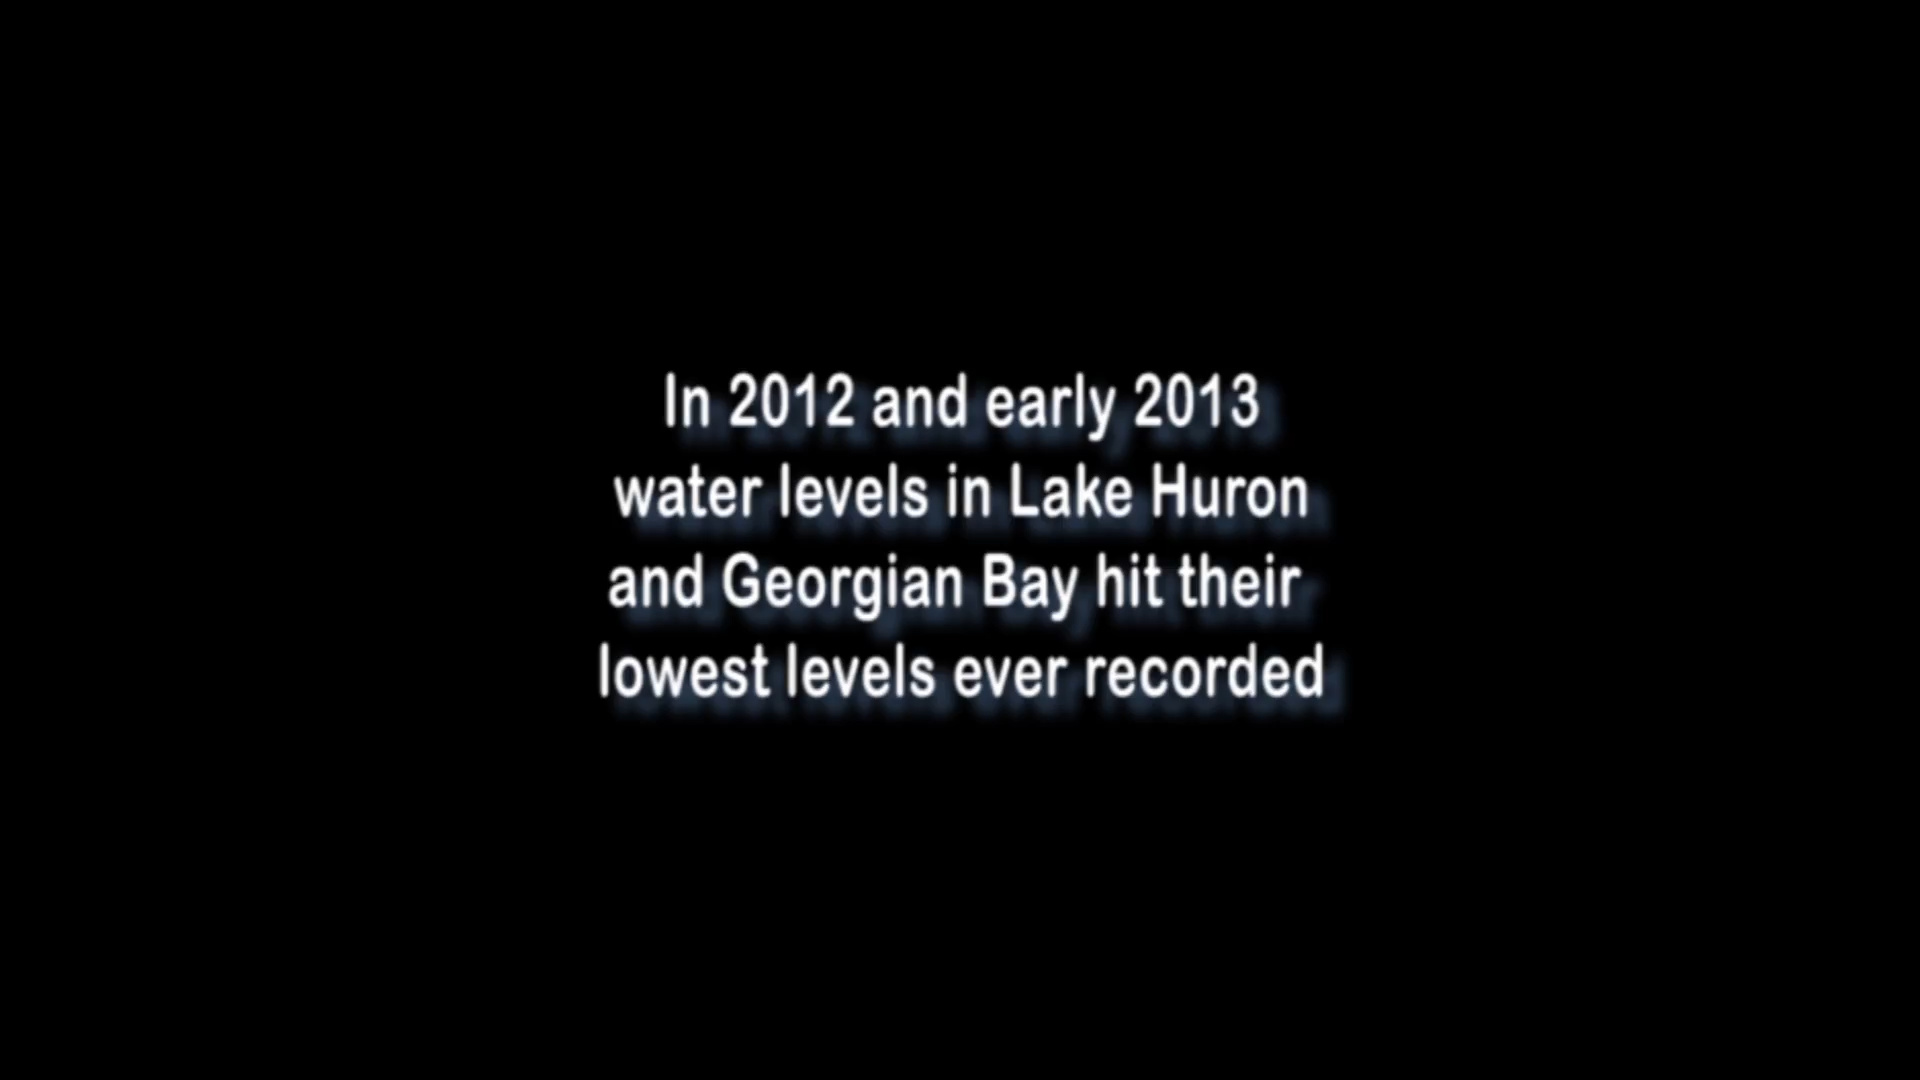 In 2012 and early 2013
water levels in Lake Huron
and Georgian Bay hit their
lowest levels ever recorded